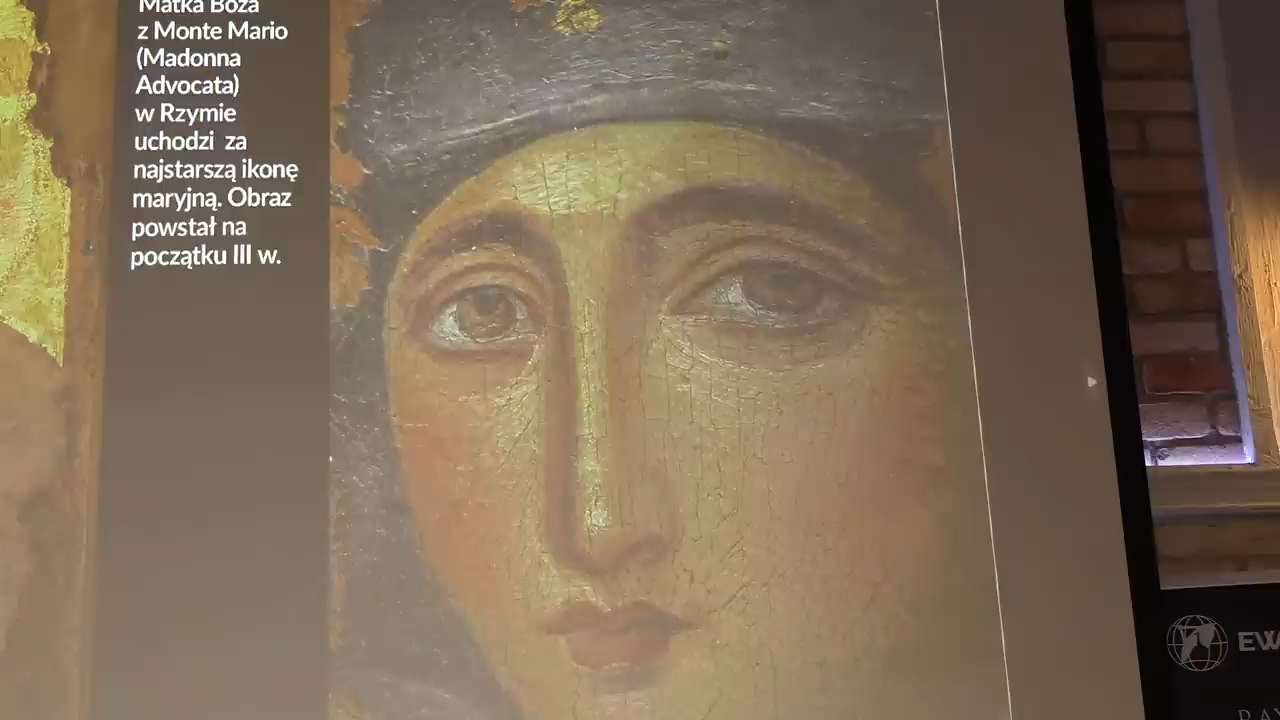 Matka Boża
z Monte Mario
(Madonna
Advocata)
w Rzymie
uchodzi za
najstarszą ikonę
maryjną. Obraz
powstał na
początku III w.
EW